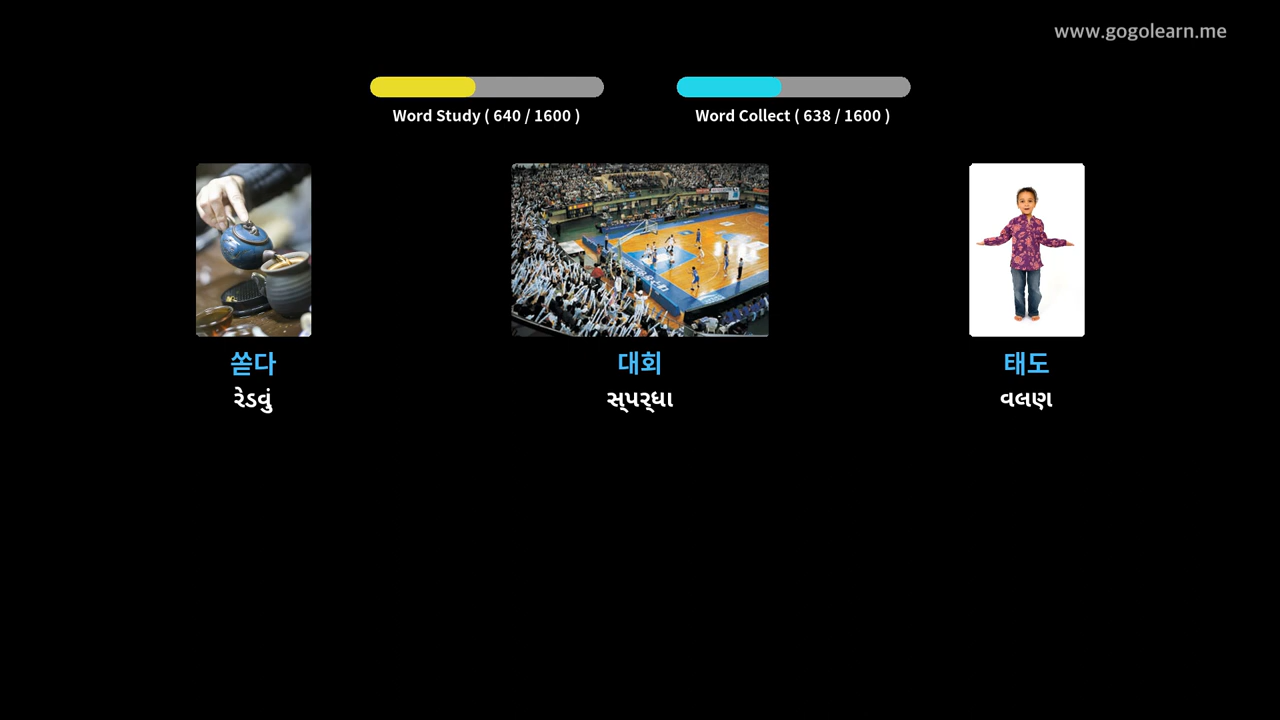 www.gogolearn.me
Word Study ( 640 / 1600 )
Word Collect ( 638 / 1600 )
쏟다
대회
태도
રેડવું
સ્પર્ધા
વલણ